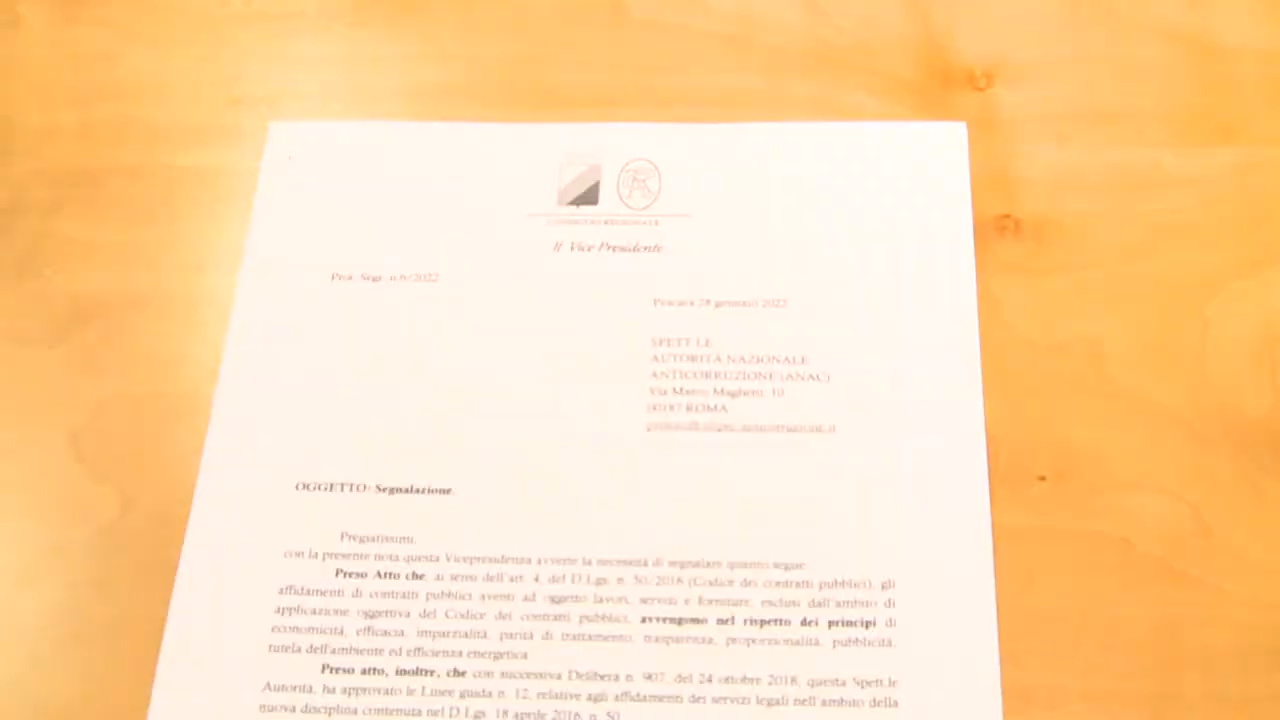 CONSIGLIO REGIONALE
Il Vice Presidente
Prot. Segr. n.6/2022
Pescara 28 gennaio 2022
SPETT.LE
AUTORITÀ NAZIONALE
ANTICORRUZIONE (ANAC)
Via Marco Minghetti, 10
00187 ROMA
OGGETTO: Segnalazione.
Pregiatissimi,
con la presente nota questa Vicepresidenza avverte la necessità di segnalare quanto segue.
Preso Atto che, ai sensi dell'art. 4, del D.Lgs. n. 50/2016 (Codice dei contratti pubblici), gli
affidamenti di contratti pubblici aventi ad oggetto lavori, servizi e forniture, esclusi dall'ambito di
applicazione oggettiva del Codice dei contratti pubblici, avvengono nel rispetto dei principi di
economicità, efficacia, imparzialità, parità di trattamento, trasparenza, proporzionalità, pubblicità,
tutela dell'ambiente ed efficienza energetica
Preso atto, inoltre, che con successiva Delibera n. 907, del 24 ottobre 2018, questa Spett.le
Autorità, ha approvato le Linee guida n. 12, relative agli affidamenti dei servizi legali nell'ambito della
nuova disciplina contenuta nel D.Lgs. 18 aprile 2016, n. 50